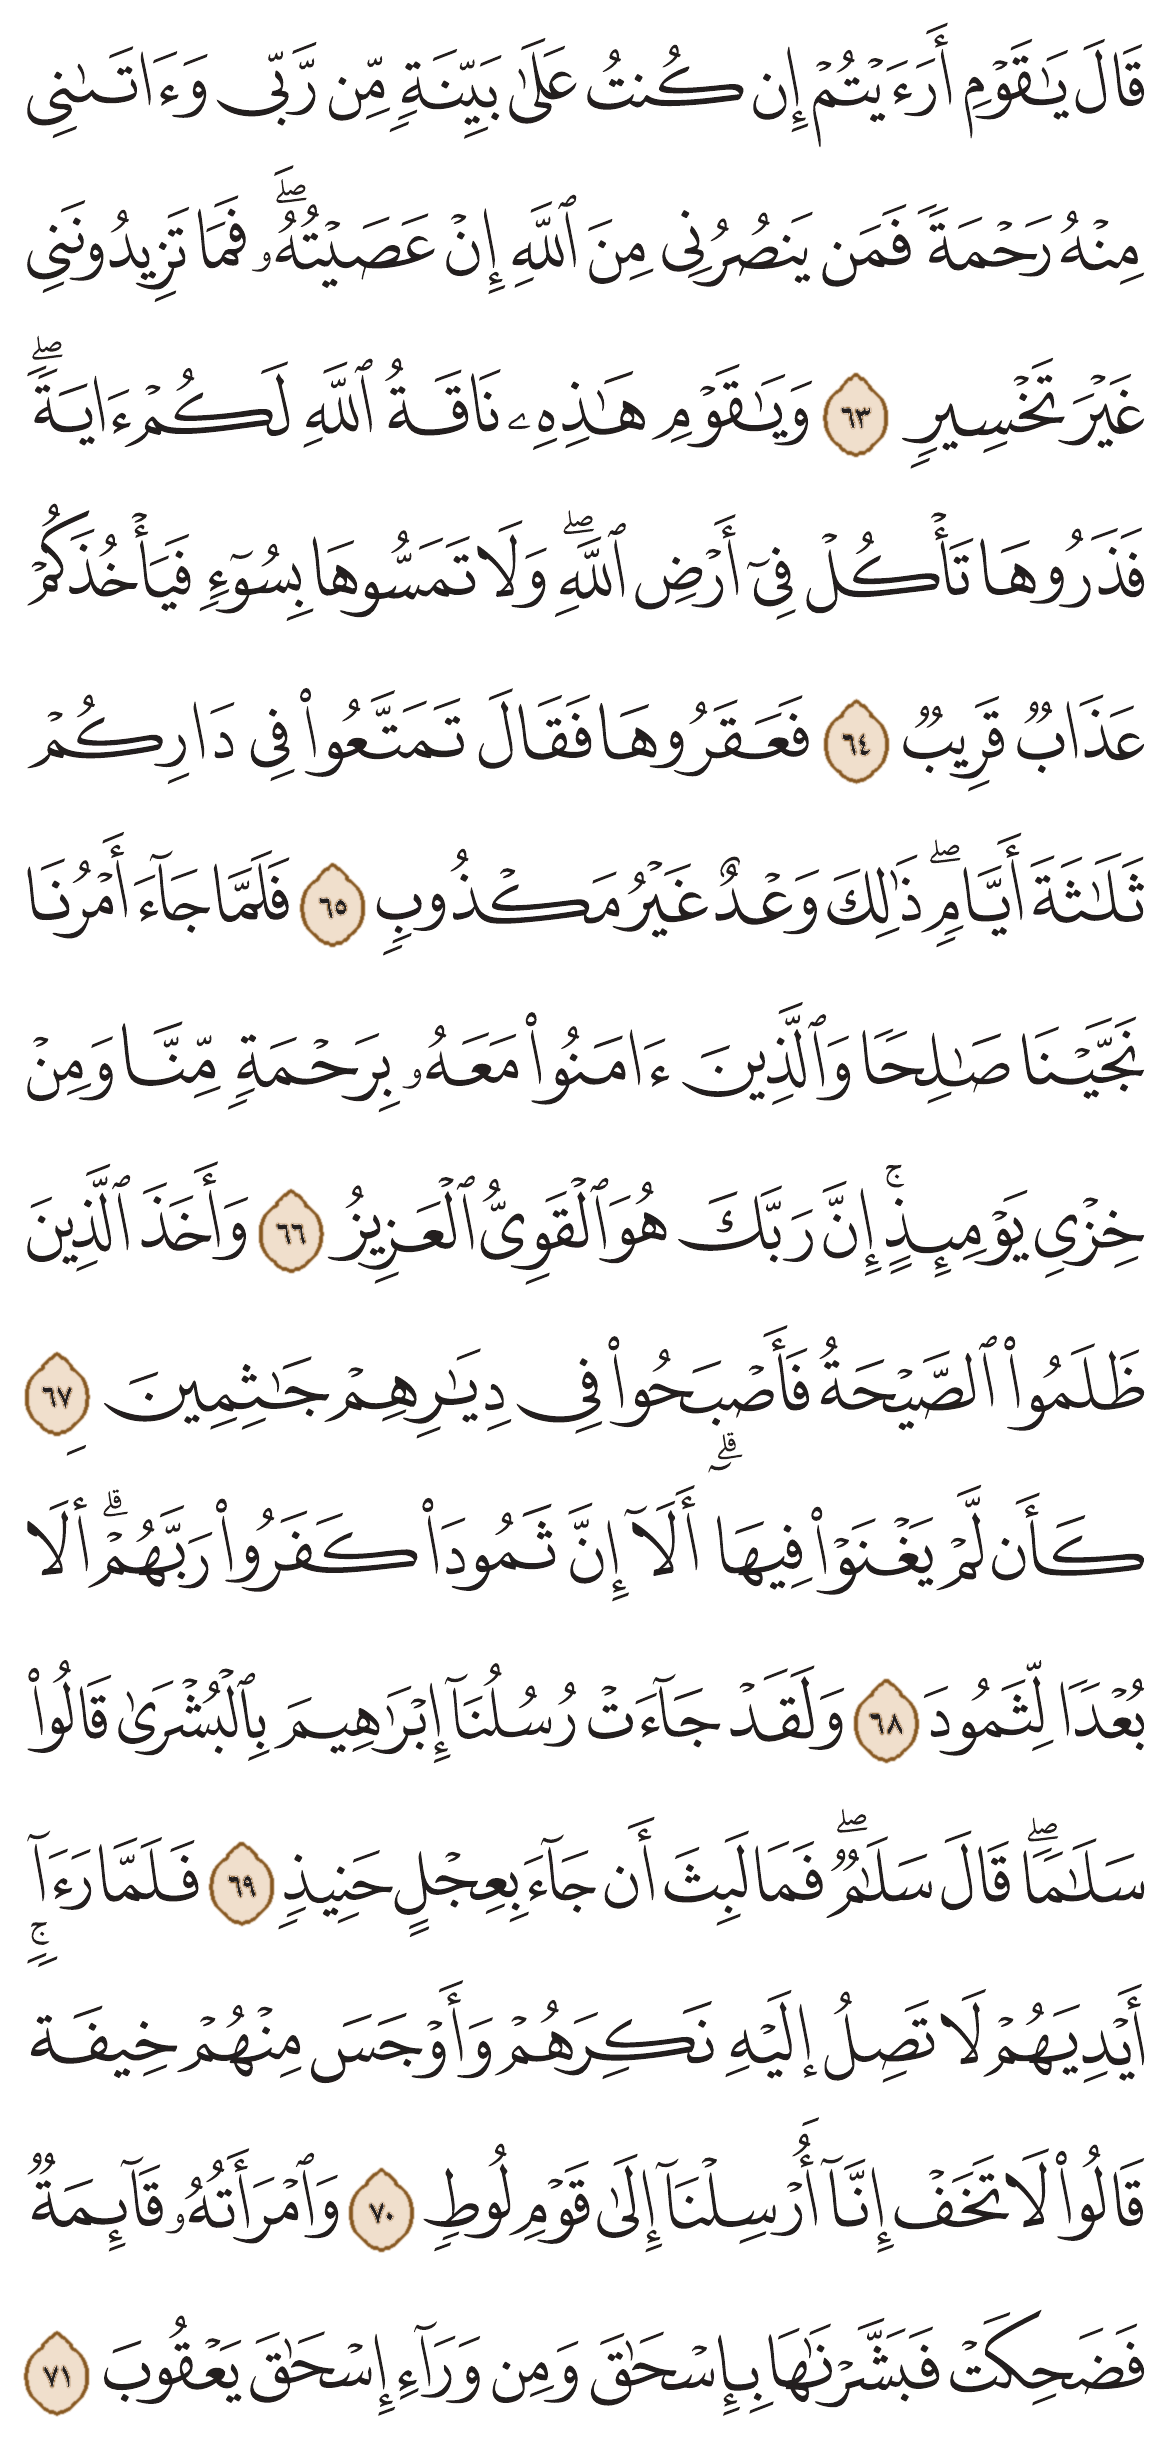 قَالَ يَٰقَوۡمِ أَرَءَيۡتُمۡ إِن كُنتُ عَلَىٰ بَيِّنَةٖ مِّن رَّبِّي وَءَاتَىٰنِي
مِنۡهُ رَحۡمَةٗ فَمَن يَنصُرُنِي مِنَ ٱللَّهِ إِنۡ عَصَيۡتُهُۥۖ فَمَا تَزِيدُونَنِي
غَيۡرَ تَخۡسِيرٖ ٦٣ وَيَٰقَوۡمِ هَٰذِهِۦ نَاقَةُ ٱللَّهِ لَكُمۡ ءَايَةٗۖ
فَذَرُوهَا تَأۡكُلۡ فِيٓ أَرۡضِ ٱللَّهِۖ وَلَا تَمَسُّوهَا بِسُوٓءٖ فَيَأۡخُذَكُمۡ
عَذَابٞ قَرِيبٞ ٦٤ فَعَقَرُوهَا فَقَالَ تَمَتَّعُواْ فِي دَارِكُمۡ
ثَلَٰثَةَ أَيَّامٖۖ ذَٰلِكَ وَعۡدٌ غَيۡرُ مَكۡذُوبٖ ٦٥ فَلَمَّا جَآءَ أَمۡرُنَا
نَجَّيۡنَا صَٰلِحٗا وَٱلَّذِينَ ءَامَنُواْ مَعَهُۥ بِرَحۡمَةٖ مِّنَّا وَمِنۡ
خِزۡيِ يَوۡمِئِذٍۚ إِنَّ رَبَّكَ هُوَ ٱلۡقَوِيُّ ٱلۡعَزِيزُ ٦٦ وَأَخَذَ ٱلَّذِينَ
ظَلَمُواْ ٱلصَّيۡحَةُ فَأَصۡبَحُواْ فِي دِيَٰرِهِمۡ جَٰثِمِينَ ٦٧
كَأَن لَّمۡ يَغۡنَوۡاْ فِيهَآۗ أَلَآ إِنَّ ثَمُودَاْ كَفَرُواْ رَبَّهُمۡۗ أَلَا
بُعۡدٗا لِّثَمُودَ ٦٨ وَلَقَدۡ جَآءَتۡ رُسُلُنَآ إِبۡرَٰهِيمَ بِٱلۡبُشۡرَىٰ قَالُواْ
سَلَٰمٗاۖ قَالَ سَلَٰمٞۖ فَمَا لَبِثَ أَن جَآءَ بِعِجۡلٍ حَنِيذٖ ٦٩ فَلَمَّا رَءَآ
أَيۡدِيَهُمۡ لَا تَصِلُ إِلَيۡهِ نَكِرَهُمۡ وَأَوۡجَسَ مِنۡهُمۡ خِيفَةٗۚ
قَالُواْ لَا تَخَفۡ إِنَّآ أُرۡسِلۡنَآ إِلَىٰ قَوۡمِ لُوطٖ ٧٠ وَٱمۡرَأَتُهُۥ قَآئِمَةٞ
فَضَحِكَتۡ فَبَشَّرۡنَٰهَا بِإِسۡحَٰقَ وَمِن وَرَآءِ إِسۡحَٰقَ يَعۡقُوبَ ٧١